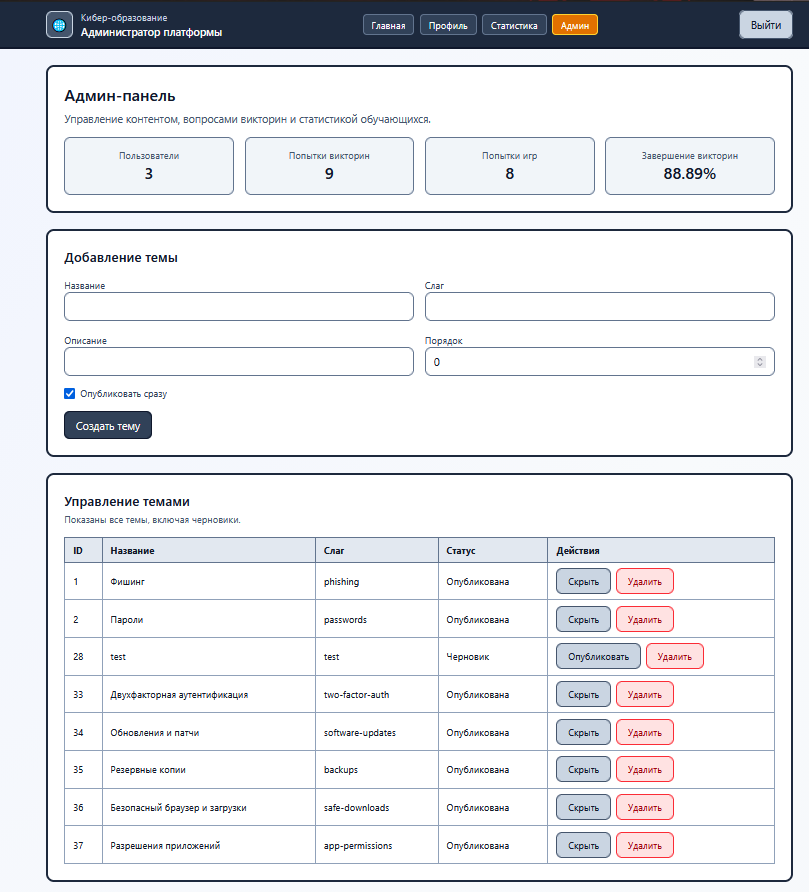 Кибер-образование
Администратор платформы
Главная Профиль Статистика Админ Выйти
Админ-панель
Управление контентом, вопросами викторин и статистикой обучающихся.
Пользователи Попытки викторин Попытки игр Завершение викторин
3 9 8 88.89%
Добавление темы
Название Слаг
Описание Порядок
0
Опубликовать сразу
Создать тему
Управление темами
Показаны все темы, включая черновики.
ID Название Слаг Статус Действия
1 Фишинг phishing Опубликована Скрыть Удалить
2 Пароли passwords Опубликована Скрыть Удалить
28 test test Черновик Опубликовать Удалить
33 Двухфакторная аутентификация two-factor-auth Опубликована Скрыть Удалить
34 Обновления и патчи software-updates Опубликована Скрыть Удалить
35 Резервные копии backups Опубликована Скрыть Удалить
36 Безопасный браузер и загрузки safe-downloads Опубликована Скрыть Удалить
37 Разрешения приложений app-permissions Опубликована Скрыть Удалить